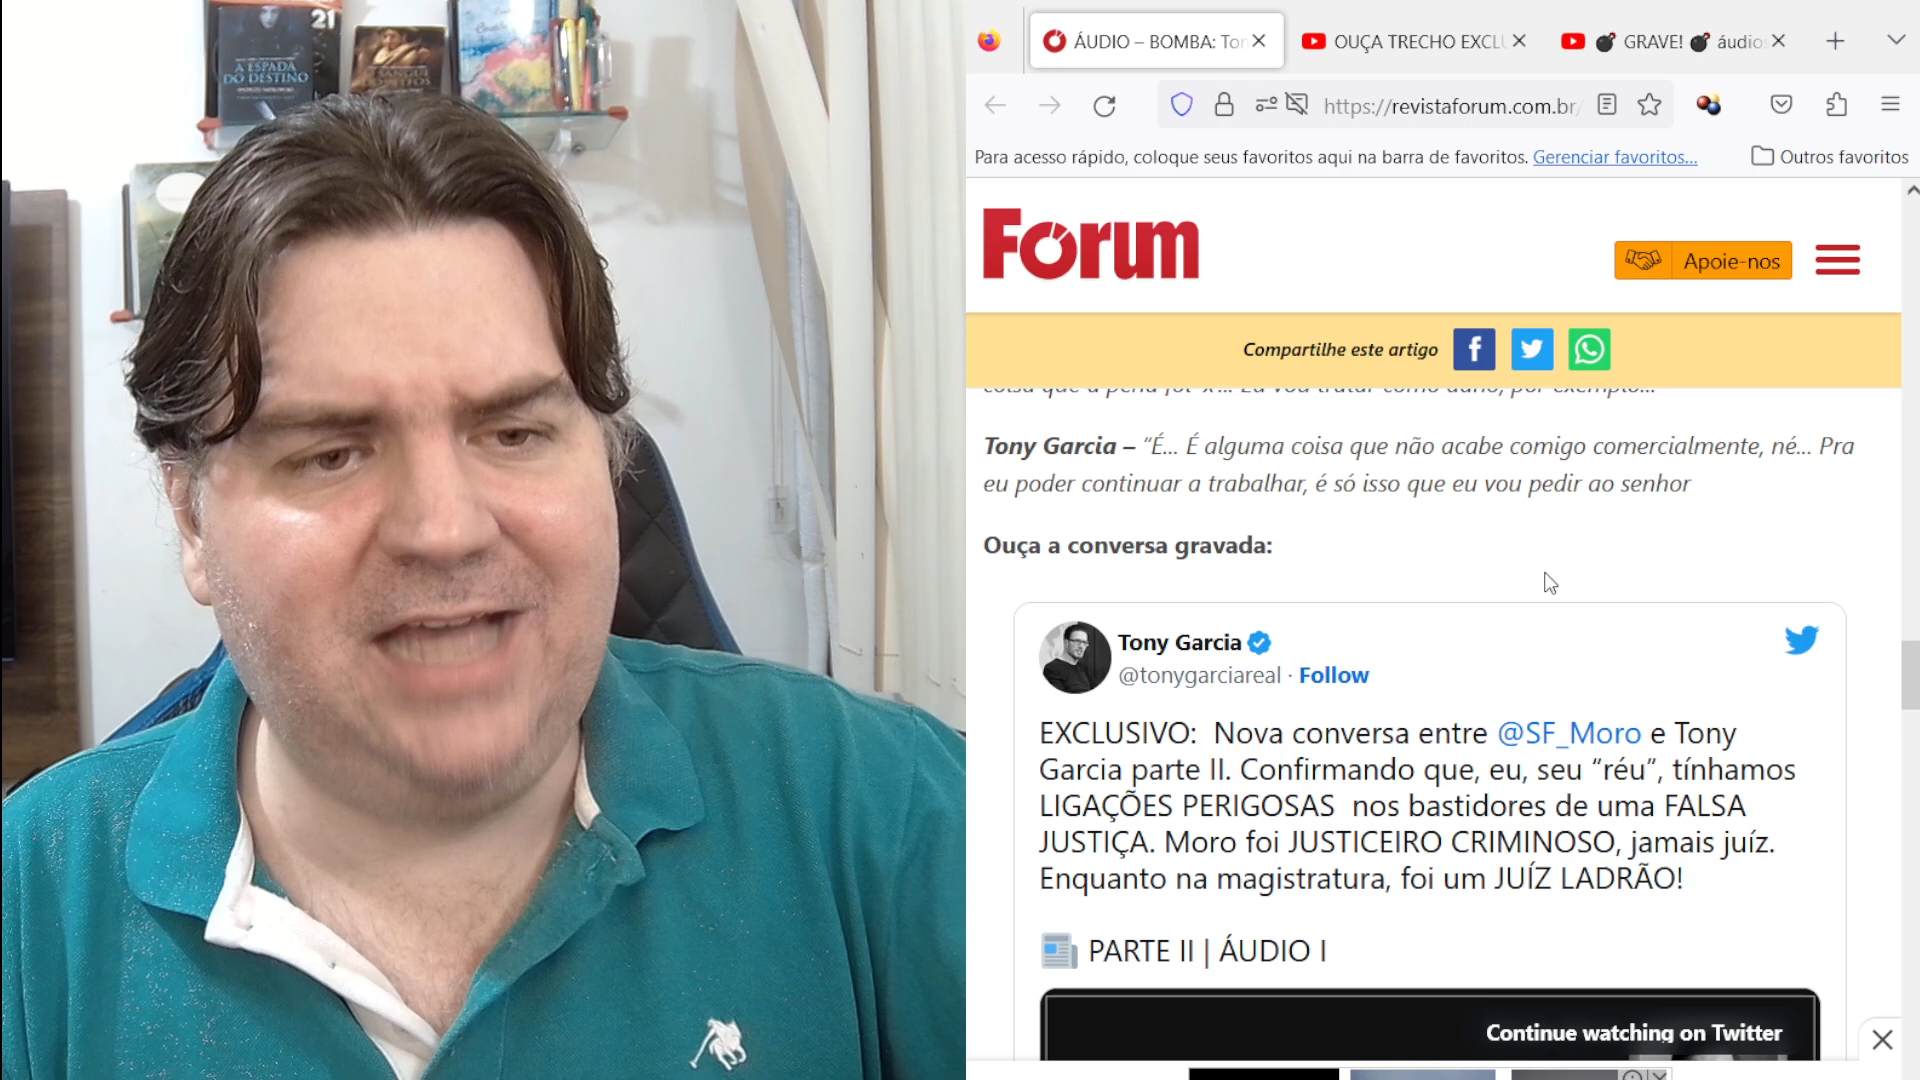 21
A ESPADA
DO DESTINO
ÁUDIO – BOMBA: Ton
OUÇA TRECHO EXCLU
GRAVE! áudio
https://revistaforum.com.br/
Para acesso rápido, coloque seus favoritos aqui na barra de favoritos. Gerenciar favoritos...
Outros favoritos
Forum
Apoie-nos
Compartilhe este artigo
Tony Garcia – “É... É alguma coisa que não acabe comigo comercialmente, né... Pra
eu poder continuar a trabalhar, é só isso que eu vou pedir ao senhor
Ouça a conversa gravada:
Tony Garcia
@tonygarciareal · Follow
EXCLUSIVO: Nova conversa entre @SF_Moro e Tony
Garcia parte II. Confirmando que, eu, seu “réu”, tínhamos
LIGAÇÕES PERIGOSAS nos bastidores de uma FALSA
JUSTIÇA. Moro foi JUSTICEIRO CRIMINOSO, jamais juíz.
Enquanto na magistratura, foi um JUÍZ LADRÃO!
PARTE II | ÁUDIO I
Continue watching on Twitter